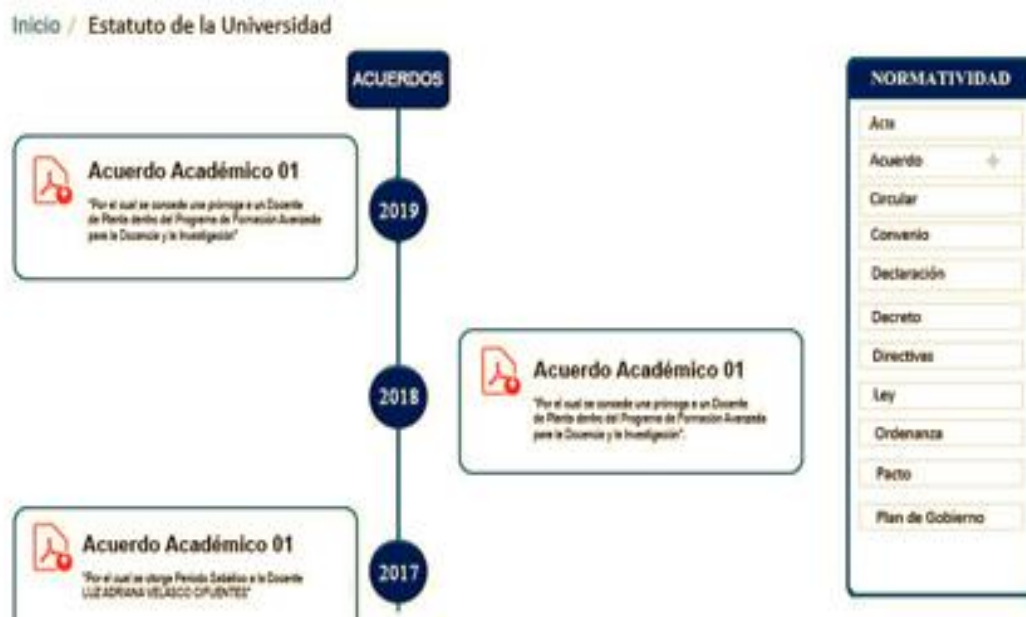 Inicio / Estatuto de la Universidad
ACUERDOS
Acuerdo Académico 01
"Por el cual se concede una prórroga a un Docente
de Planta dentro del Programa de Formación Avanzada
para la Docencia y la Investigación"
2019
2018
Acuerdo Académico 01
"Por el cual se concede una prórroga a un Docente
de Planta dentro del Programa de Formación Avanzada
para la Docencia y la Investigación".
Acuerdo Académico 01
"Por el cual se otorga Periodo Sabático a la Docente
LUZ ADRIANA VELASCO CIFUENTES"
2017
NORMATIVIDAD
Acta
Acuerdo +
Circular
Convenio
Declaración
Decreto
Directivas
Ley
Ordenanza
Pacto
Plan de Gobierno